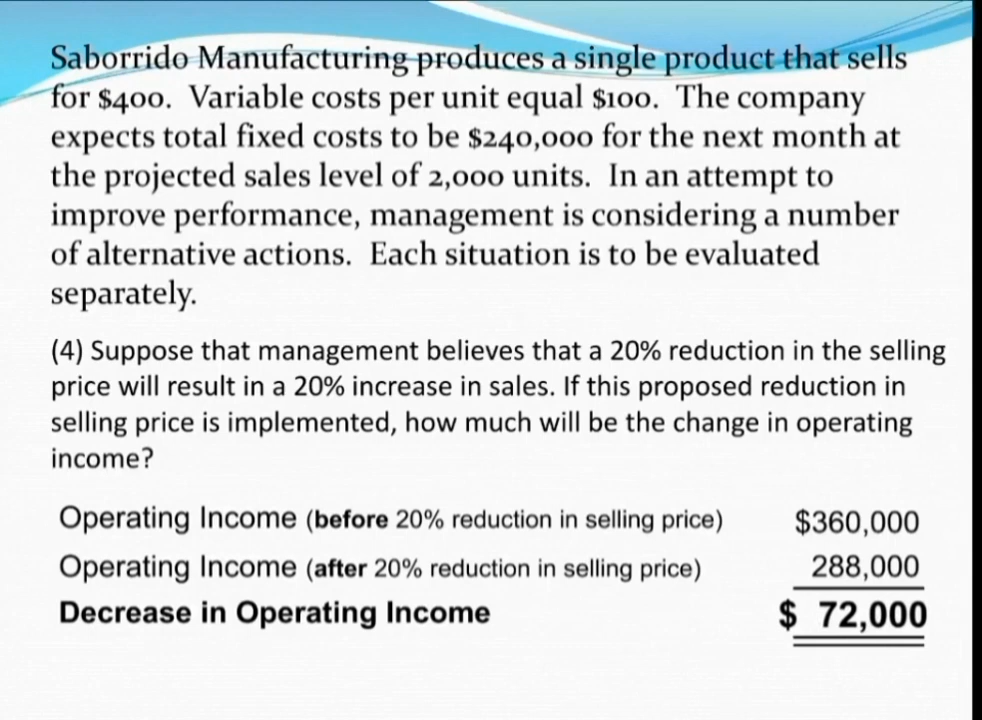 Saborrido Manufacturing produces a single product that sells
for $400. Variable costs per unit equal $100. The company
expects total fixed costs to be $240,000 for the next month at
the projected sales level of 2,000 units. In an attempt to
improve performance, management is considering a number
of alternative actions. Each situation is to be evaluated
separately.
(4) Suppose that management believes that a 20% reduction in the selling
price will result in a 20% increase in sales. If this proposed reduction in
selling price is implemented, how much will be the change in operating
income?
Operating Income (before 20% reduction in selling price) $360,000
Operating Income (after 20% reduction in selling price) 288,000
Decrease in Operating Income $ 72,000